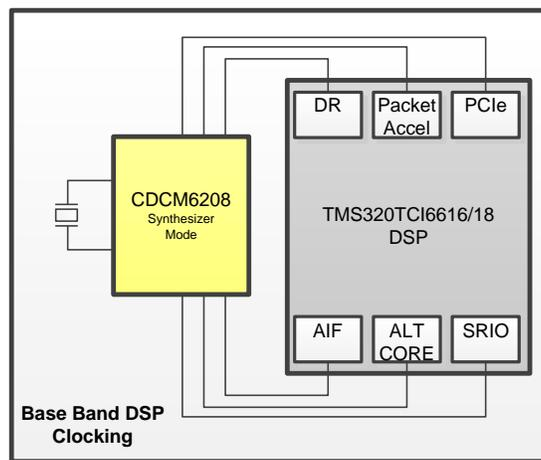 DR
Packet
Accel
PCIe
CDCM6208
Synthesizer
Mode
TMS320TCI6616/18
DSP
AIF
ALT
CORE
SRIO
Base Band DSP
Clocking